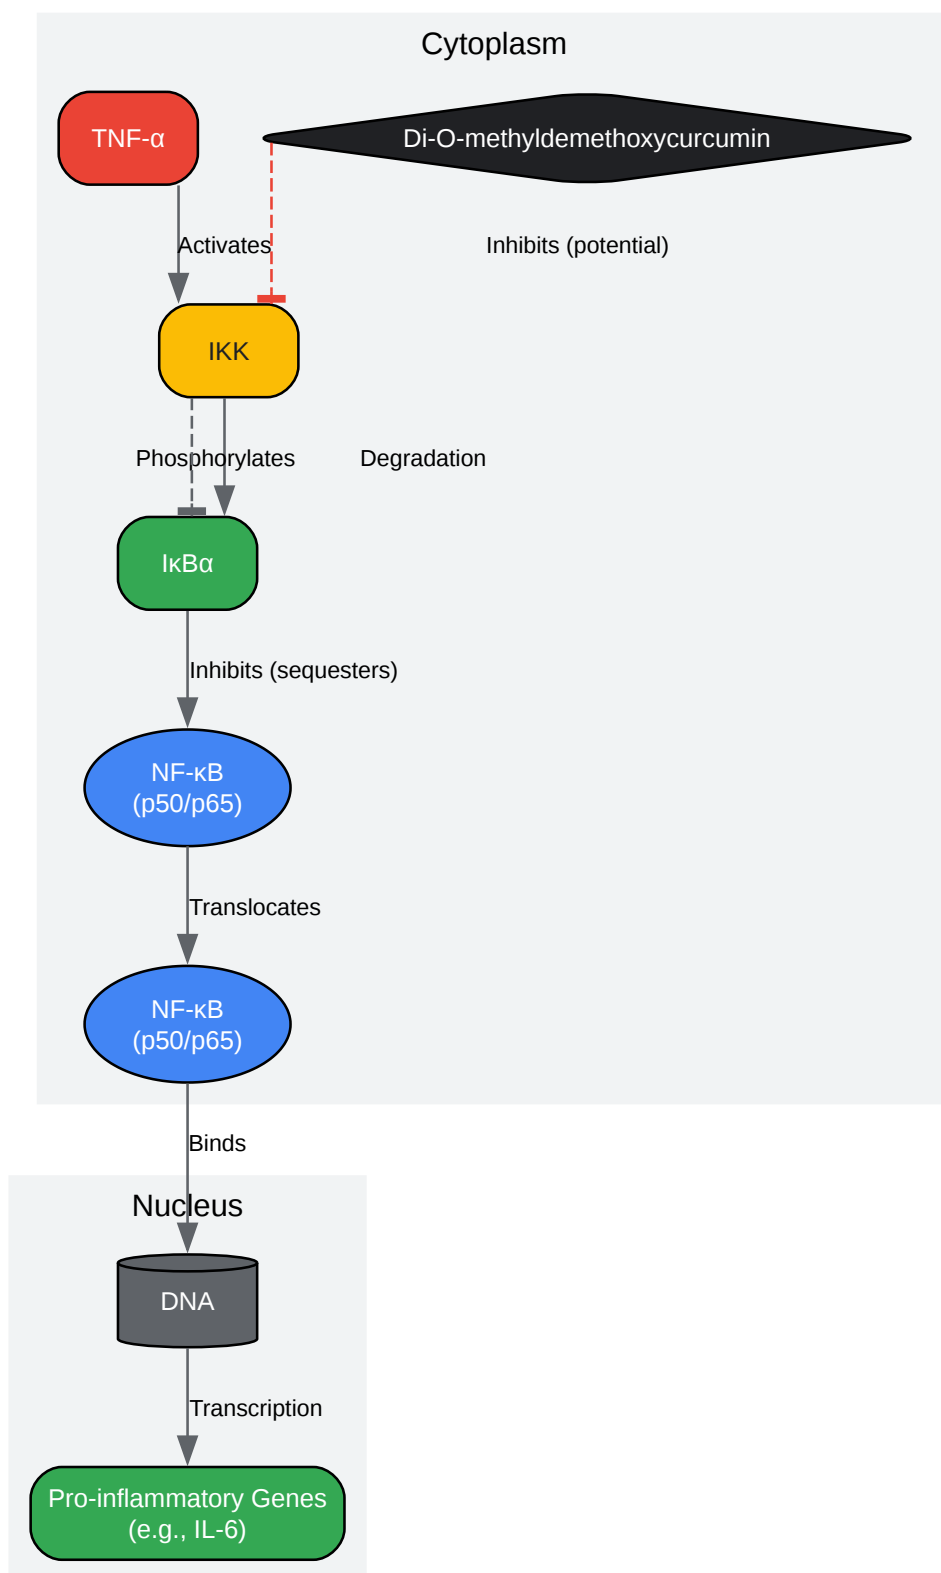 Cytoplasm
TNF-α
Di-O-methyldemethoxycurcumin
Activates
Inhibits (potential)
IKK
Phosphorylates
Degradation
IκBα
Inhibits (sequesters)
NF-κB
(p50/p65)
Translocates
NF-κB
(p50/p65)
Binds
Nucleus
DNA
Transcription
Pro-inflammatory Genes
(e.g., IL-6)